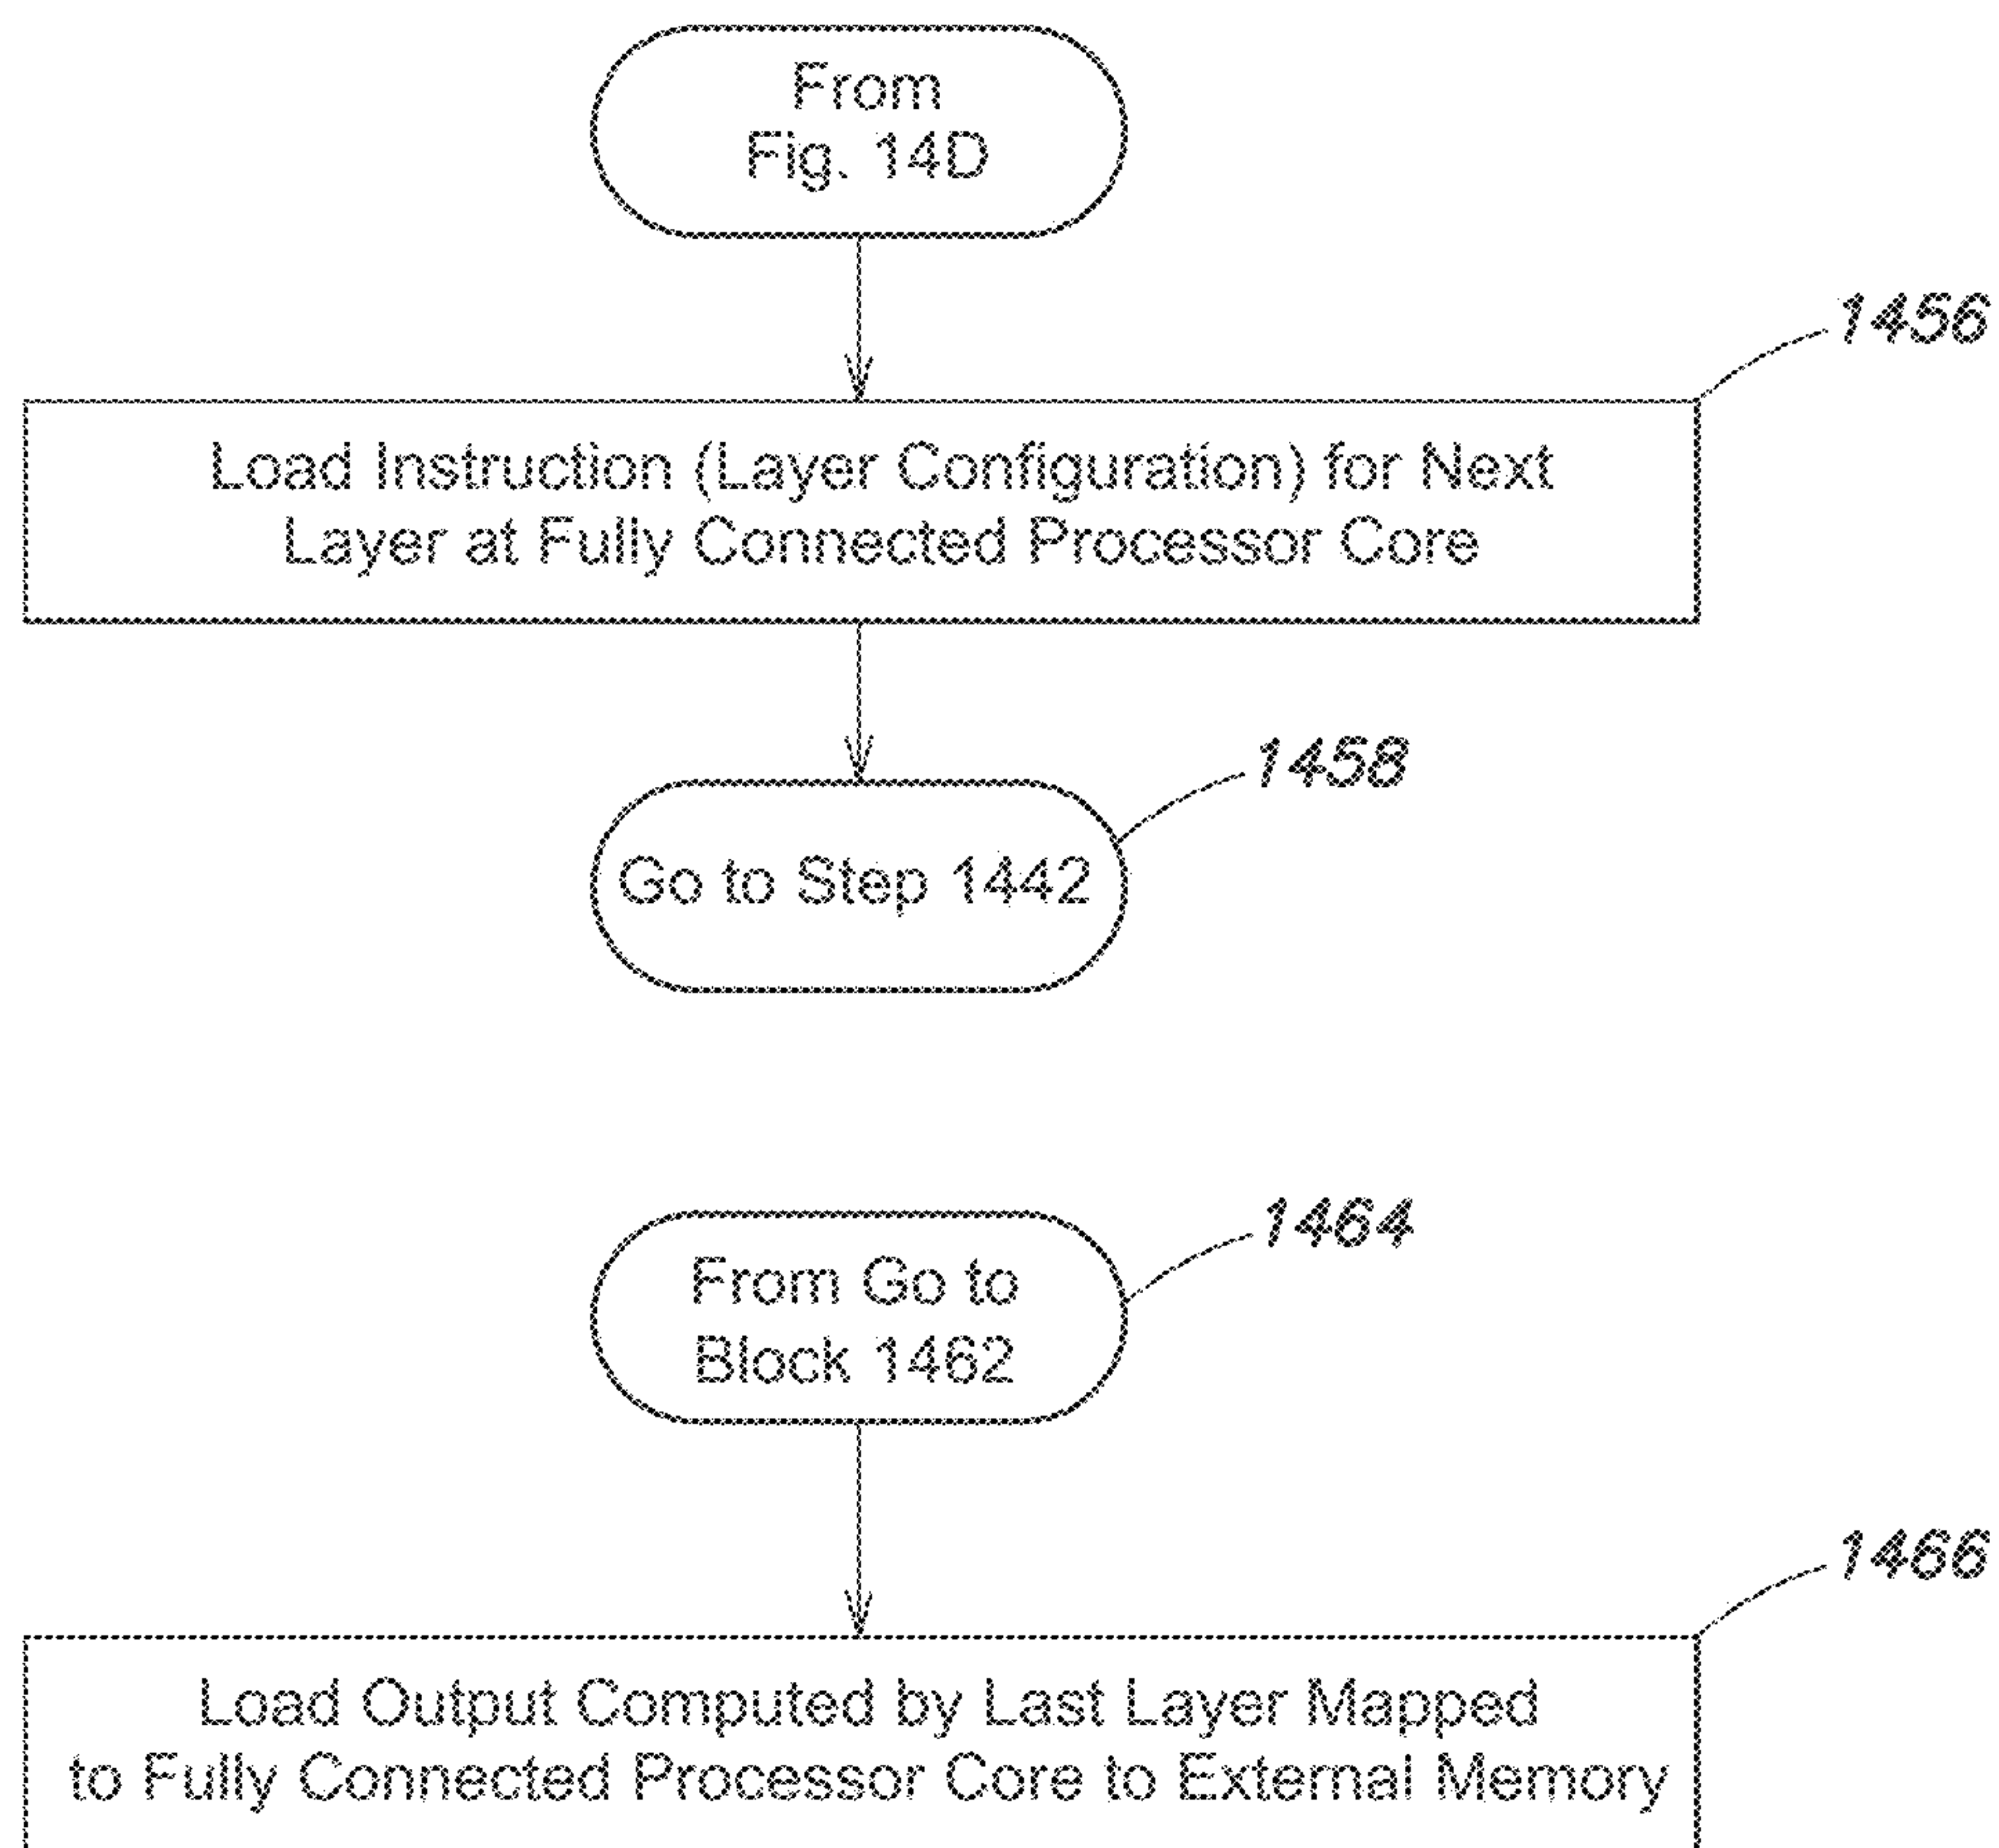 From
Fig. 14D
1456
Load Instruction (Layer Configuration) for Next
Layer at Fully Connected Processor Core
1458
Go to Step 1442
1464
From Go to
Block 1462
1466
Load Output Computed by Last Layer Mapped
to Fully Connected Processor Core to External Memory